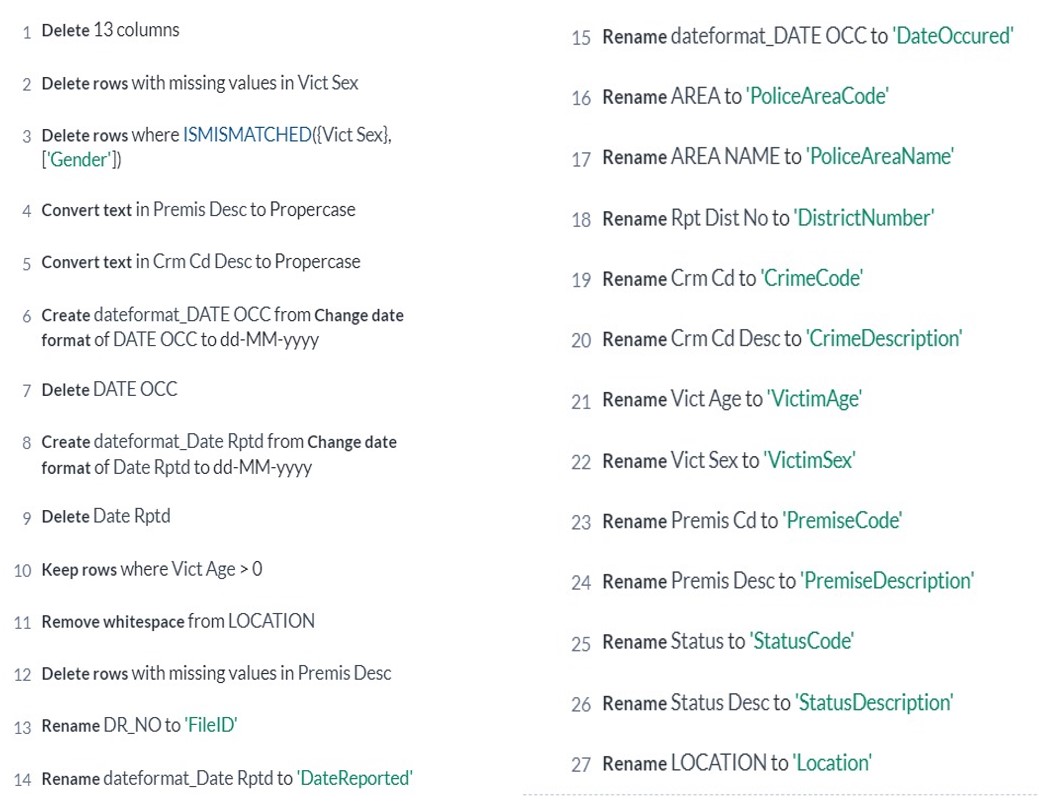 1 Delete 13 columns
2 Delete rows with missing values in Vict Sex
3 Delete rows where ISMISMATCHED({Vict Sex},
['Gender'])
4 Convert text in Premis Desc to Propercase
5 Convert text in Crm Cd Desc to Propercase
6 Create dateformat_DATE OCC from Change date
format of DATE OCC to dd-MM-yyyy
7 Delete DATE OCC
8 Create dateformat_Date Rptd from Change date
format of Date Rptd to dd-MM-yyyy
9 Delete Date Rptd
10 Keep rows where Vict Age > 0
11 Remove whitespace from LOCATION
12 Delete rows with missing values in Premis Desc
13 Rename DR_NO to 'FileID'
14 Rename dateformat_Date Rptd to 'DateReported'
15 Rename dateformat_DATE OCC to 'DateOccured'
16 Rename AREA to 'PoliceAreaCode'
17 Rename AREA NAME to 'PoliceAreaName'
18 Rename Rpt Dist No to 'DistrictNumber'
19 Rename Crm Cd to 'CrimeCode'
20 Rename Crm Cd Desc to 'CrimeDescription'
21 Rename Vict Age to 'VictimAge'
22 Rename Vict Sex to 'VictimSex'
23 Rename Premis Cd to 'PremiseCode'
24 Rename Premis Desc to 'PremiseDescription'
25 Rename Status to 'StatusCode'
26 Rename Status Desc to 'StatusDescription'
27 Rename LOCATION to 'Location'